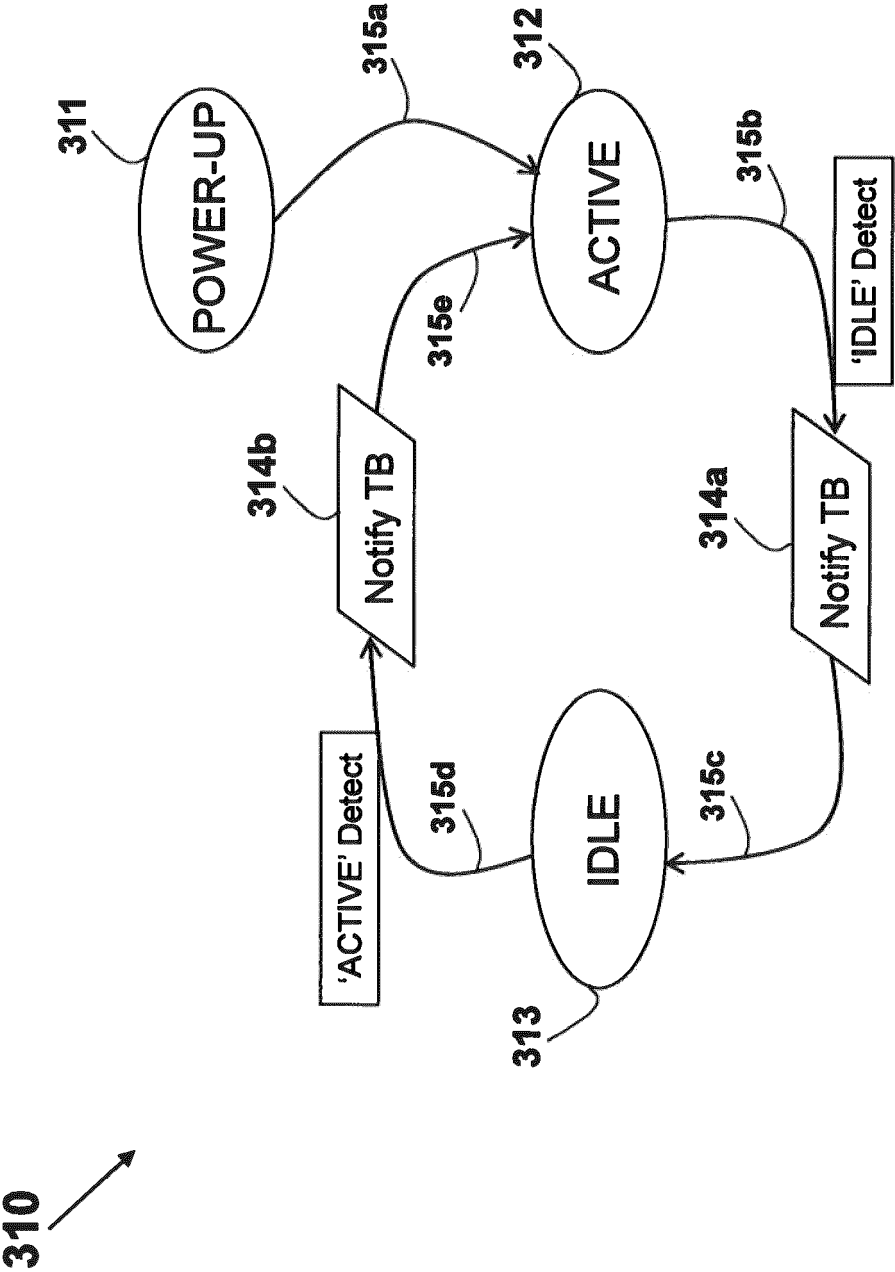 310
311
POWER-UP
315a
312
ACTIVE
315b
'IDLE' Detect
314a
Notify TB
315c
313
IDLE
315d
'ACTIVE' Detect
314b
Notify TB
315e